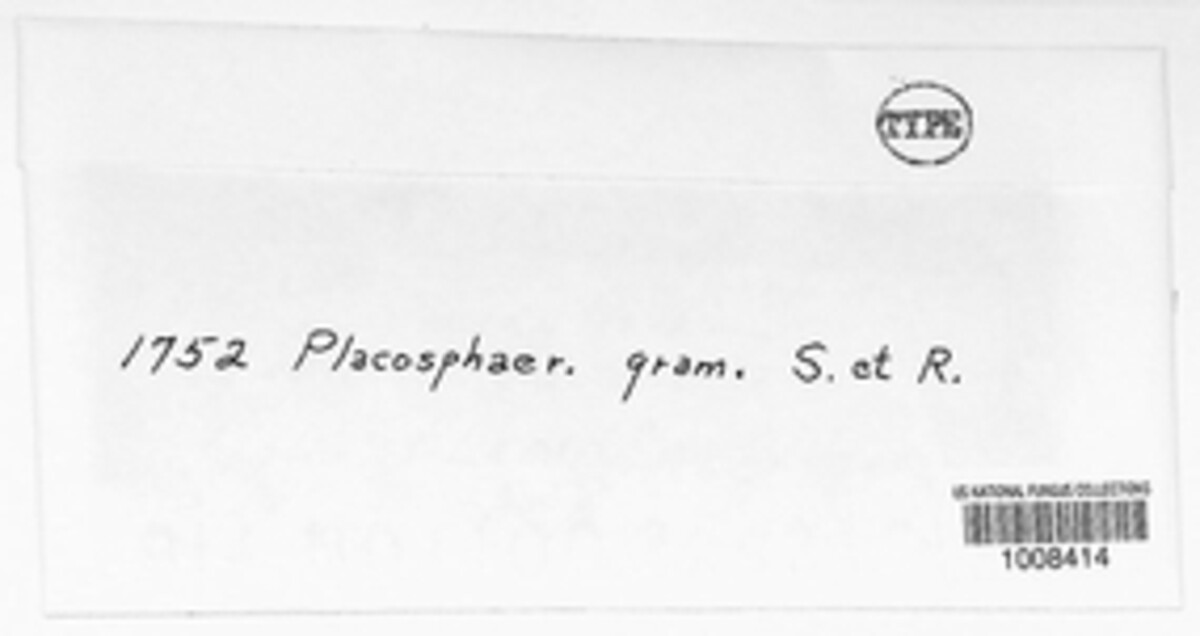 TYPE
1752 Placosphaer. gram. S. et R.
US NATIONAL FUNGUS COLLECTIONS
1008414